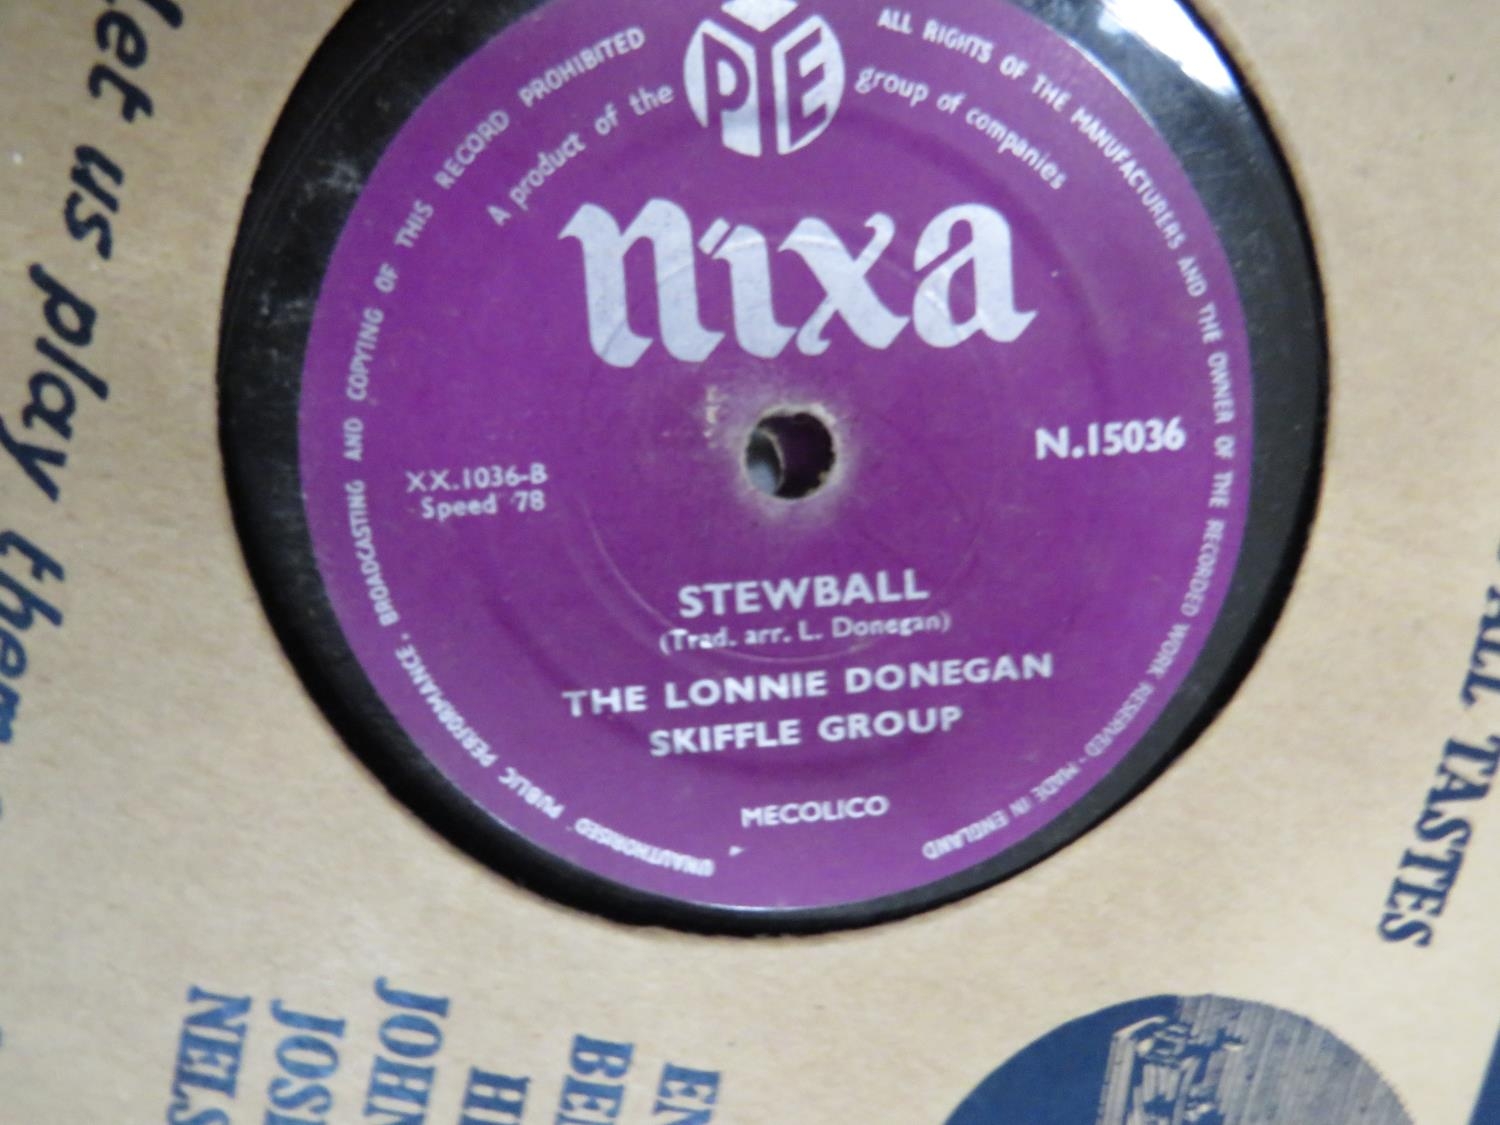 UNAUTHORISED PUBLIC PERFORMANCE, BROADCASTING AND COPYING OF THIS RECORD PROHIBITED
ALL RIGHTS OF THE MANUFACTURERS AND THE OWNER OF THE RECORDED WORK RESERVED · MADE IN ENGLAND
A product of the
PYE
group of companies
nixa
N.15036
XX.1036-B
Speed 78
STEWBALL
(Trad. arr. L. Donegan)
THE LONNIE DONEGAN
SKIFFLE GROUP
MECOLICO
let us play them
ALL TASTES
JOHN